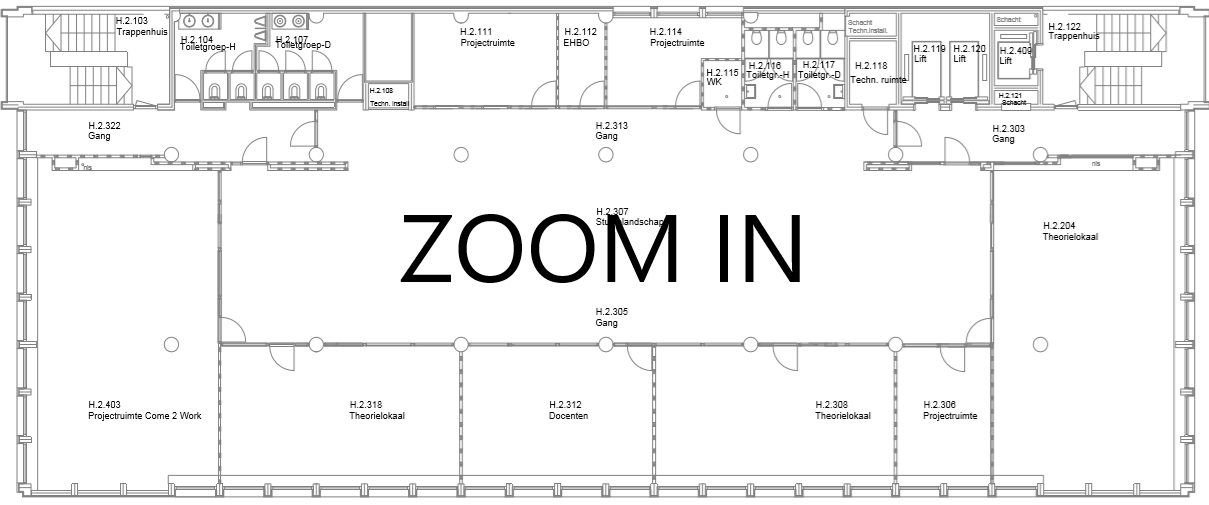 H.2.103
Trappenhuis
H.2.104
Toiletgroep-H
H.2.107
Toiletgroep-D
H.2.108
Techn. install
H.2.111
Projectruimte
H.2.112
EHBO
H.2.114
Projectruimte
H.2.115
WK
H.2.116
Toiletgr.-H
H.2.117
Toiletgr.-D
Schacht
Techn.install.
H.2.118
Techn. ruimte
H.2.119
Lift
H.2.120
Lift
Schacht
H.2.409
Lift
H.2.121
Schacht
H.2.122
Trappenhuis
H.2.322
Gang
H.2.313
Gang
H.2.303
Gang
nis
nis
H.2.307
ZOOM IN
H.2.204
Theorielokaal
H.2.305
Gang
H.2.403
Projectruimte Come 2 Work
H.2.318
Theorielokaal
H.2.312
Docenten
H.2.308
Theorielokaal
H.2.306
Projectruimte